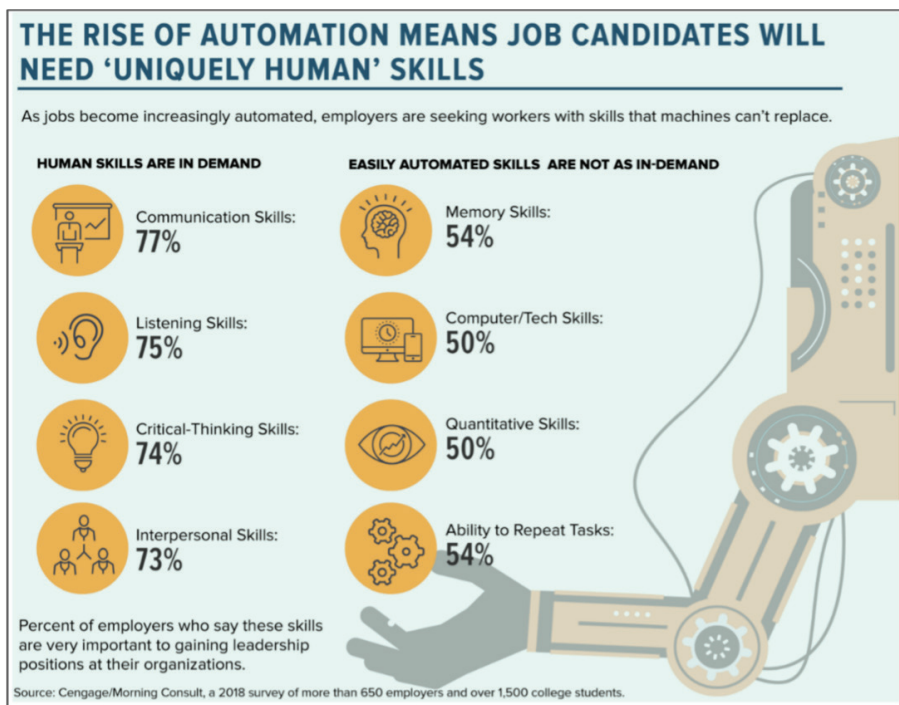 THE RISE OF AUTOMATION MEANS JOB CANDIDATES WILL
NEED ‘UNIQUELY HUMAN’ SKILLS
As jobs become increasingly automated, employers are seeking workers with skills that machines can’t replace.
HUMAN SKILLS ARE IN DEMAND
Communication Skills:
77%
Listening Skills:
75%
Critical-Thinking Skills:
74%
Interpersonal Skills:
73%
EASILY AUTOMATED SKILLS ARE NOT AS IN-DEMAND
Memory Skills:
54%
Computer/Tech Skills:
50%
Quantitative Skills:
50%
Ability to Repeat Tasks:
54%
Percent of employers who say these skills
are very important to gaining leadership
positions at their organizations.
Source: Cengage/Morning Consult, a 2018 survey of more than 650 employers and over 1,500 college students.